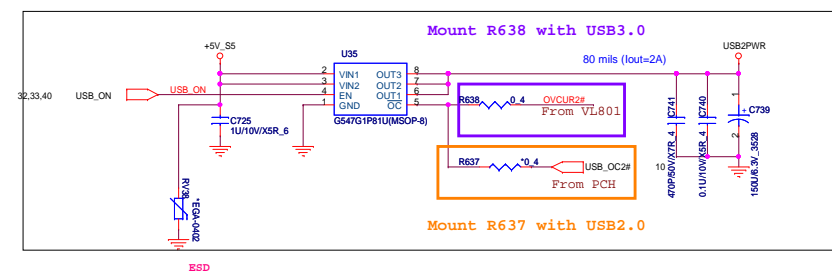 Mount R638 with USB3.0
+5V_S5
U35
80 mils (Iout=2A)
USB2PWR
2 VIN1 OUT3 8
3 VIN2 OUT2 7
4 EN OUT1 6
1 GND OC 5
G547G1P81U(MSOP-8)
32,33,40 USB_ON
USB_ON
R638 0_4 OVCUR2#
From VL801
C725
1U/10V/X5R_6
C741
470P/50V/X7R_4
C740
0.1U/10V/X5R_4
1
+ C739
2
150U/6.3V_3528
R637 *0_4 USB_OC2#
10
From PCH
RV38
*EGA-0402
Mount R637 with USB2.0
ESD